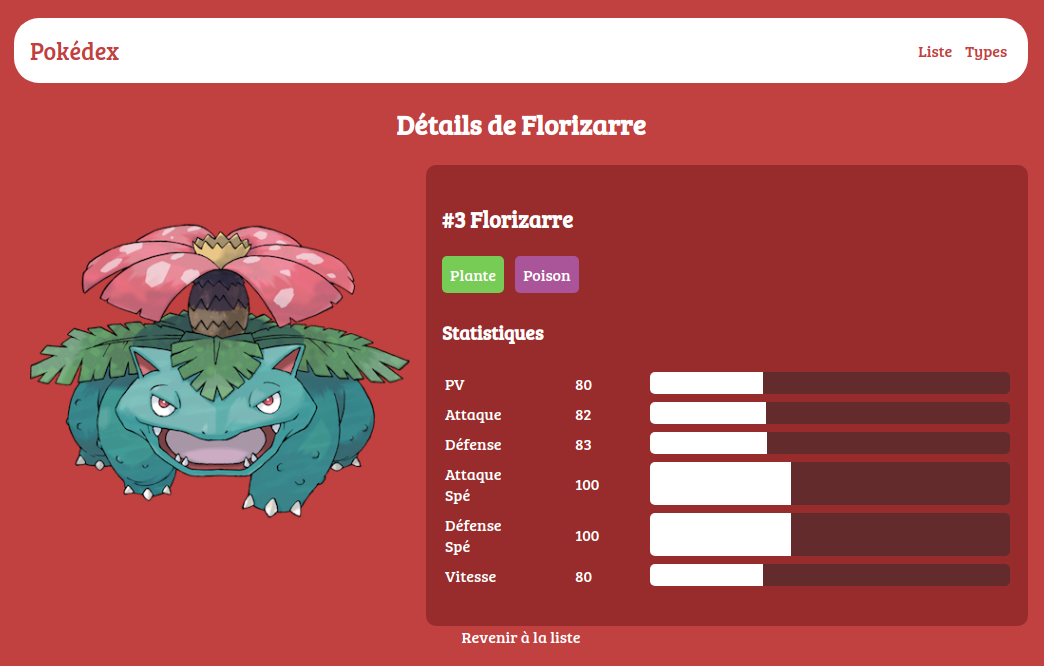 Pokédex
Liste Types
Détails de Florizarre
#3 Florizarre
Plante Poison
Statistiques
PV 80
Attaque 82
Défense 83
Attaque
Spé
100
Défense
Spé
100
Vitesse 80
Revenir à la liste